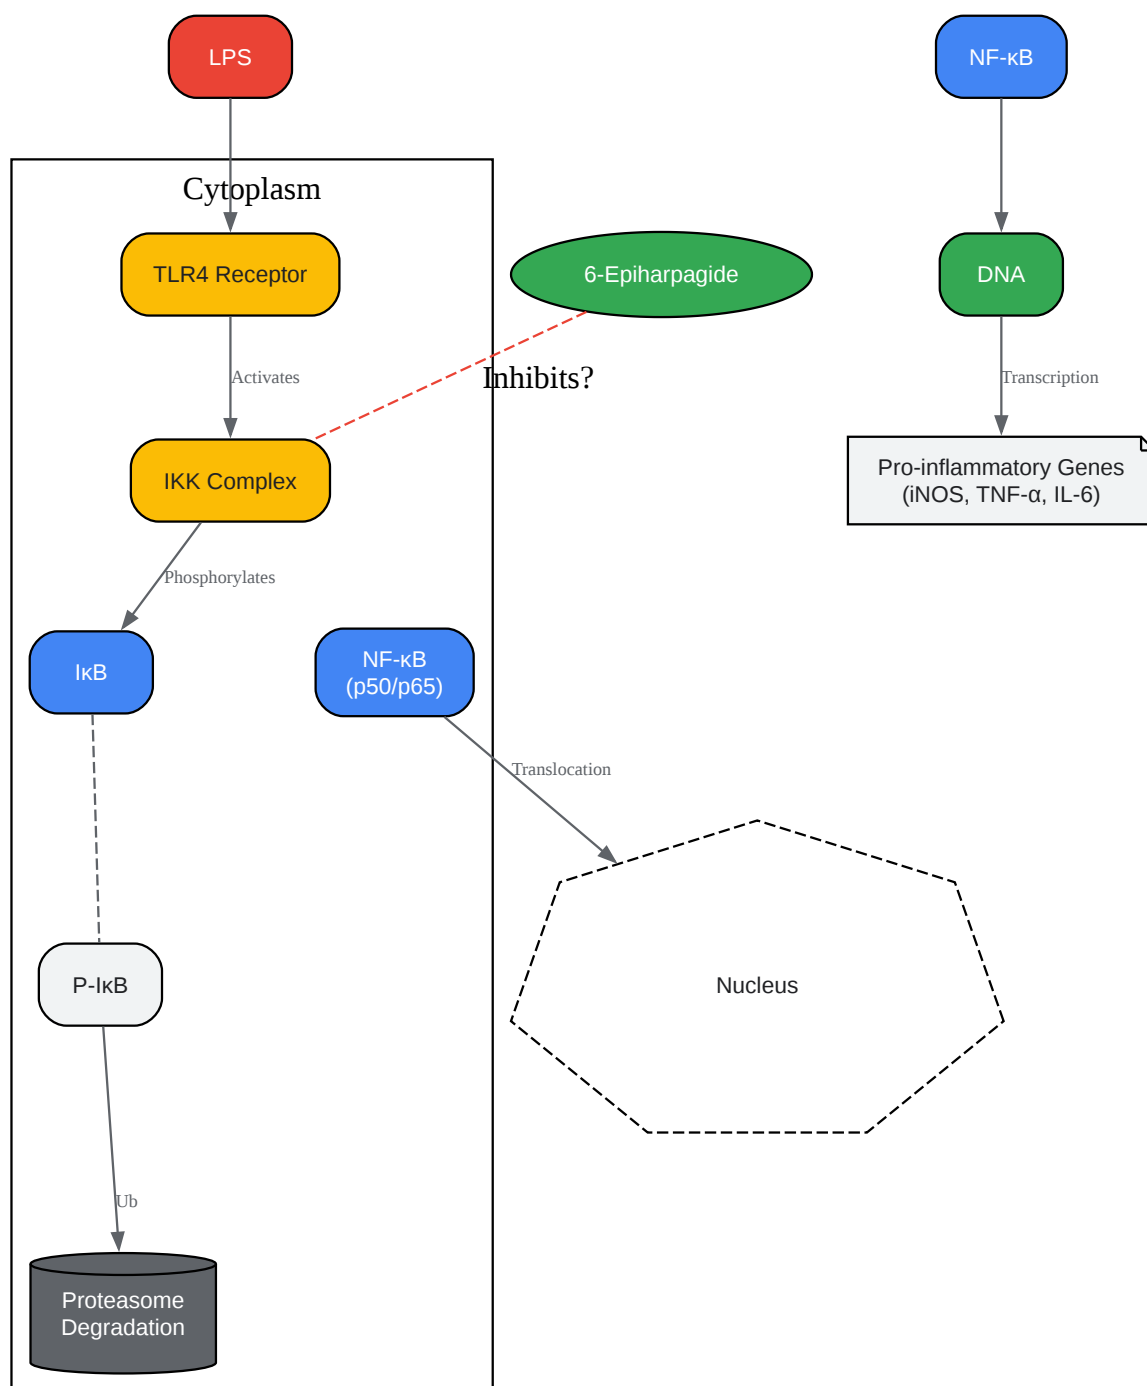 LPS
NF-κB
Cytoplasm
TLR4 Receptor
6-Epiharpagide
DNA
Activates
Inhibits?
Transcription
IKK Complex
Pro-inflammatory Genes
(iNOS, TNF-α, IL-6)
Phosphorylates
IκB
NF-κB
(p50/p65)
Translocation
P-IκB
Nucleus
Ub
Proteasome
Degradation